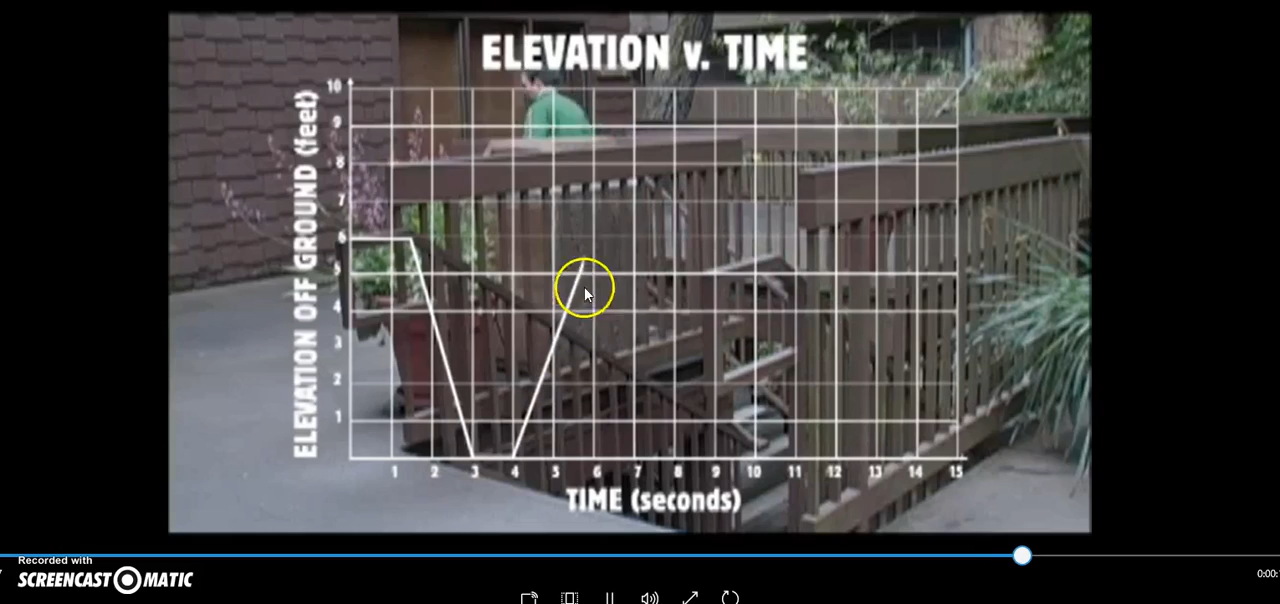 ELEVATION v. TIME
ELEVATION OFF GROUND (feet)
10
9
8
7
6
5
4
3
2
1
1 2 3 4 5 6 7 8 9 10 11 12 13 14 15
TIME (seconds)
Recorded with
SCREENCAST MATIC